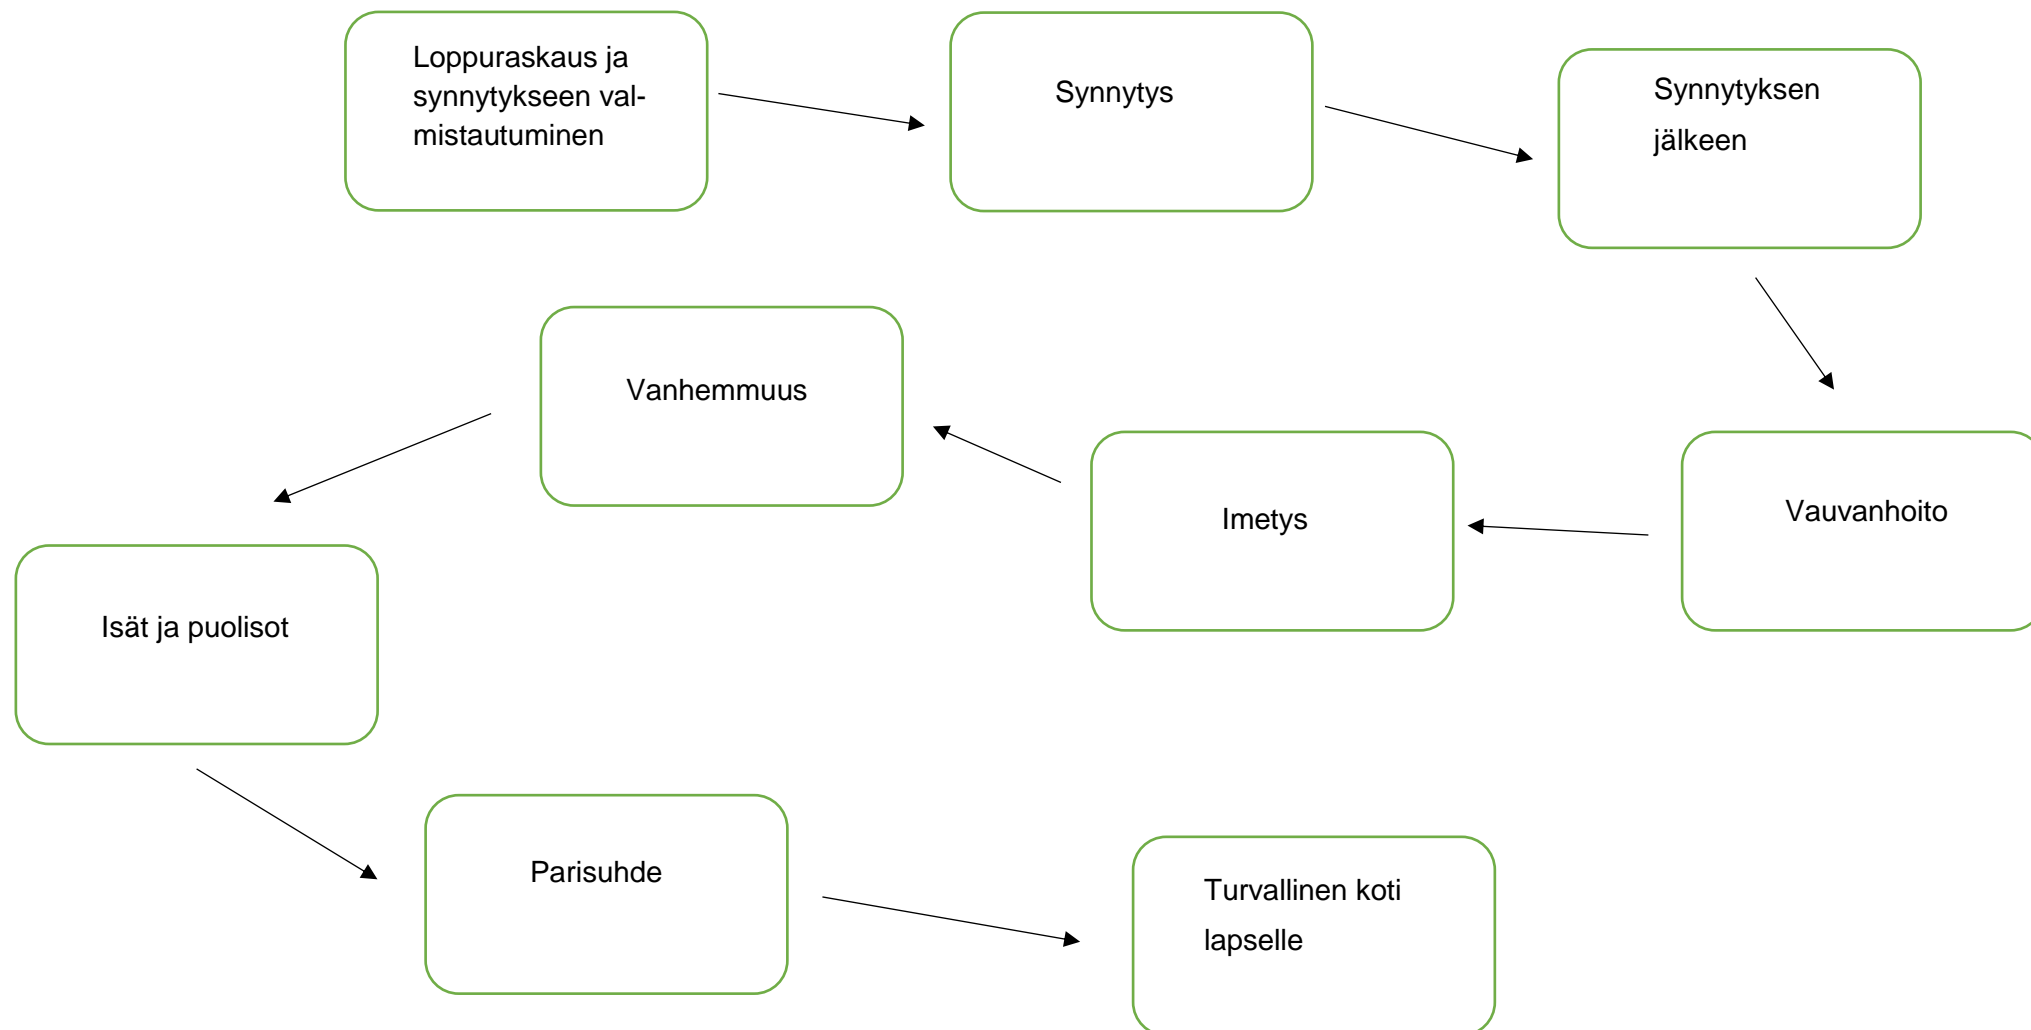 Loppuraskaus ja
synnytykseen val-
mistautuminen
Synnytys
Synnytyksen
jälkeen
Vauvanhoito
Imetys
Vanhemmuus
Isät ja puolisot
Parisuhde
Turvallinen koti
lapselle